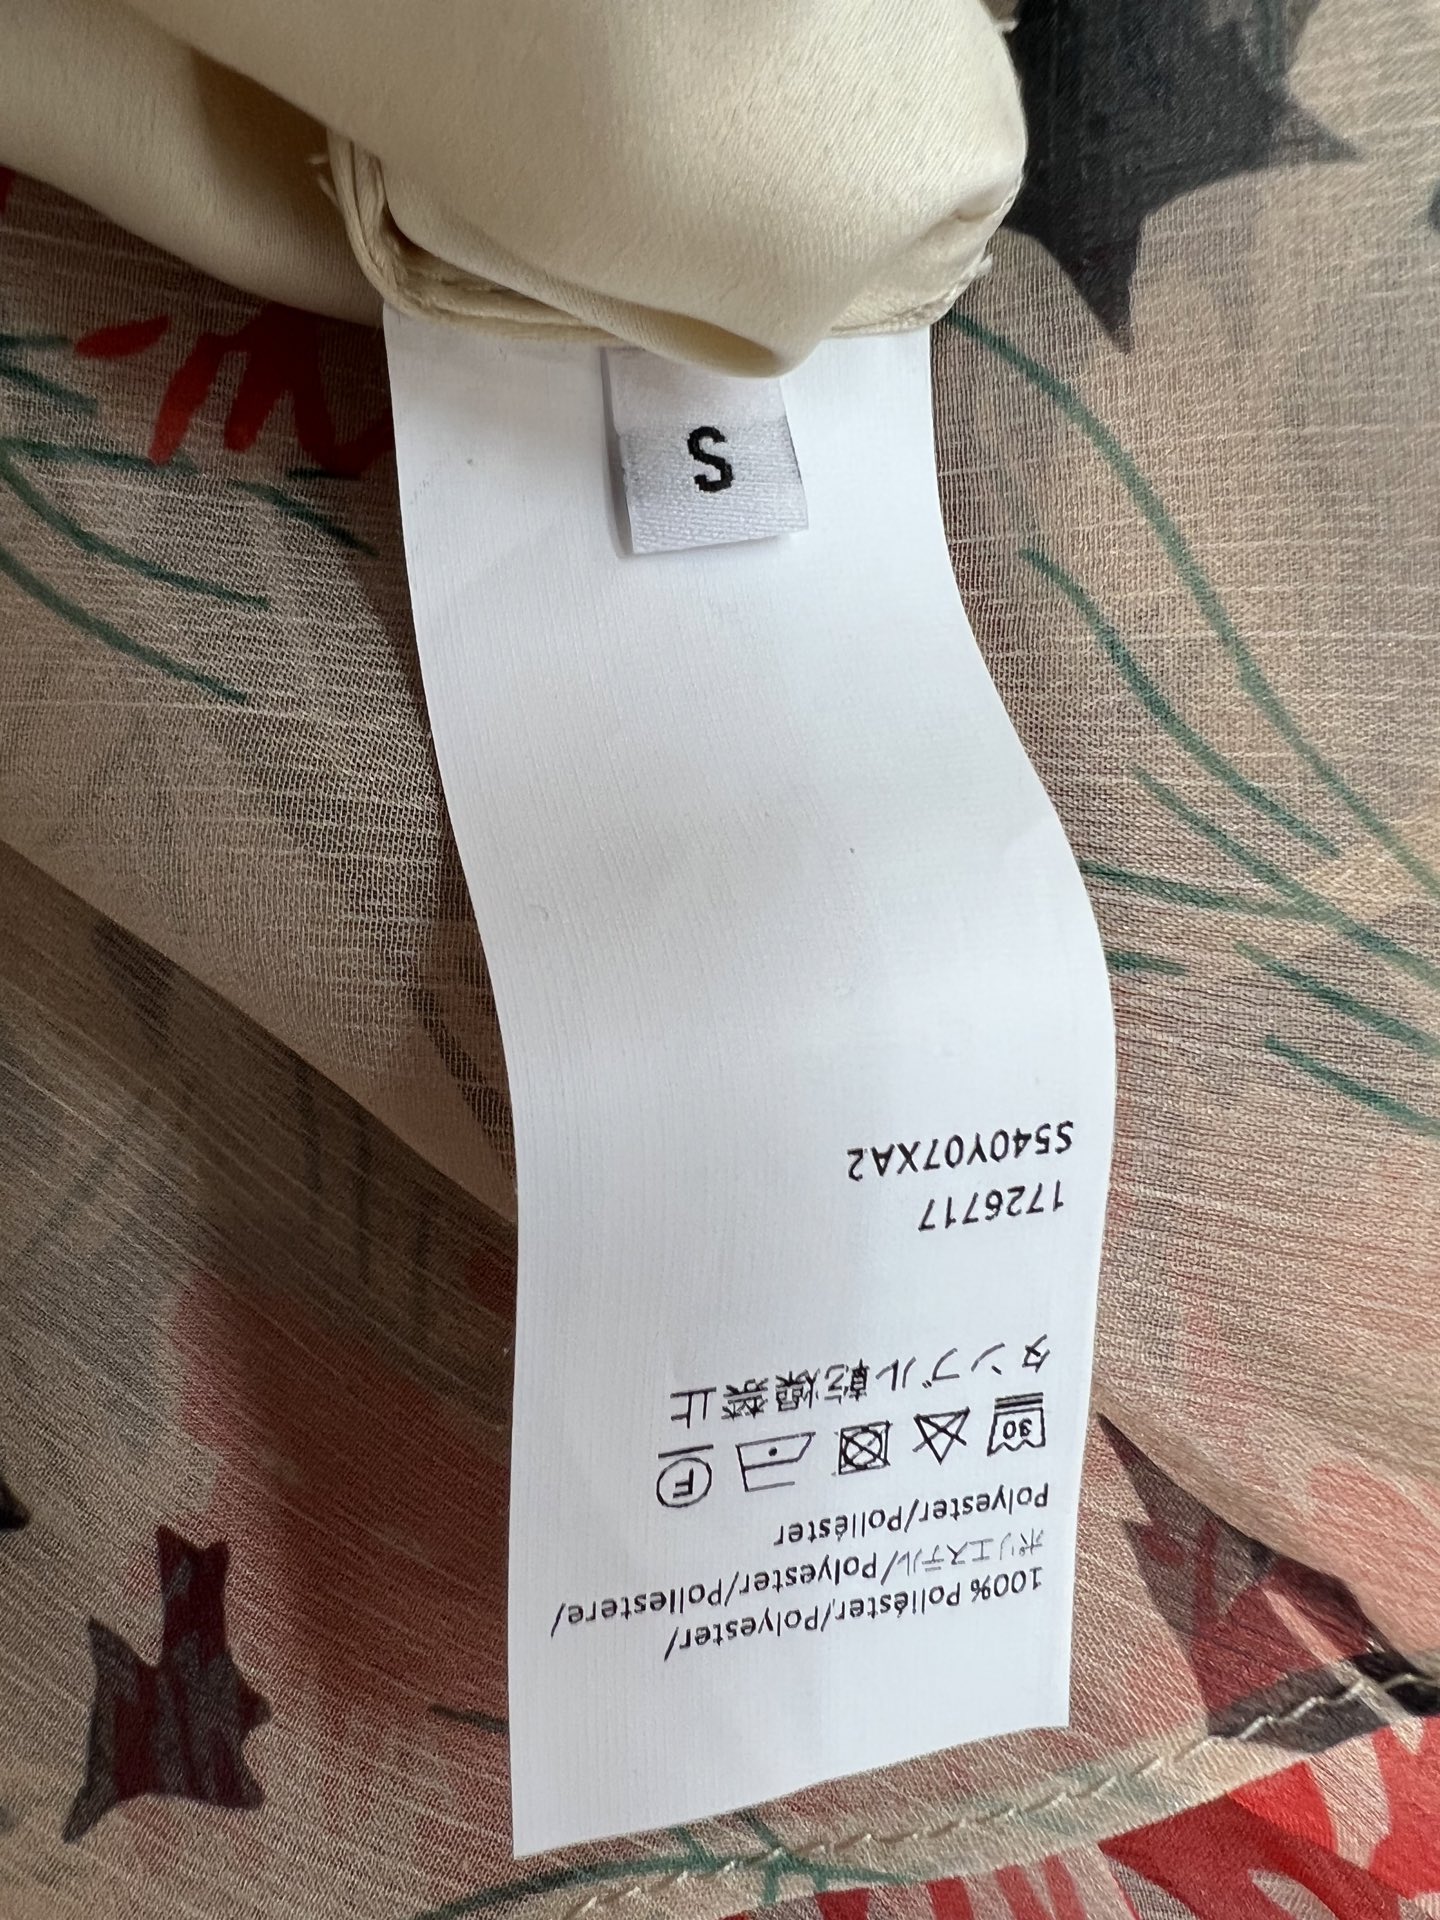 100% Poliéster/Polyester/
ポリエステル/Polyester/Poliestere/
Polyester/Poliéster
30 F
タンブル乾燥禁止
1726717
S540Y07XA2
S